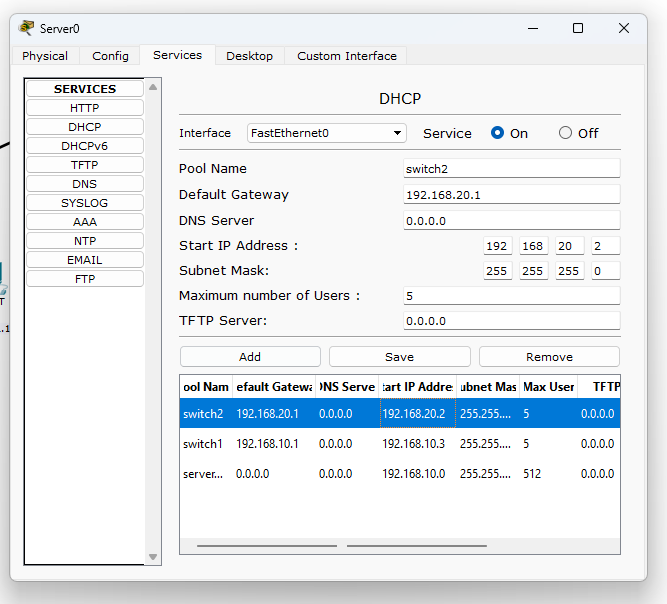 Server0
Physical Config Services Desktop Custom Interface
SERVICES
HTTP
DHCP
DHCPv6
TFTP
DNS
SYSLOG
AAA
NTP
EMAIL
FTP
DHCP
Interface FastEthernet0 Service On Off
Pool Name switch2
Default Gateway 192.168.20.1
DNS Server 0.0.0.0
Start IP Address : 192 168 20 2
Subnet Mask: 255 255 255 0
Maximum number of Users : 5
TFTP Server: 0.0.0.0
Add Save Remove
ool Nam efault Gatewa NS Serve tart IP Addre ubnet Mas Max User TFTP
switch2 192.168.20.1 0.0.0.0 192.168.20.2 255.255.... 5 0.0.0.0
switch1 192.168.10.1 0.0.0.0 192.168.10.3 255.255.... 5 0.0.0.0
server... 0.0.0.0 0.0.0.0 192.168.10.0 255.255.... 512 0.0.0.0
T
.1